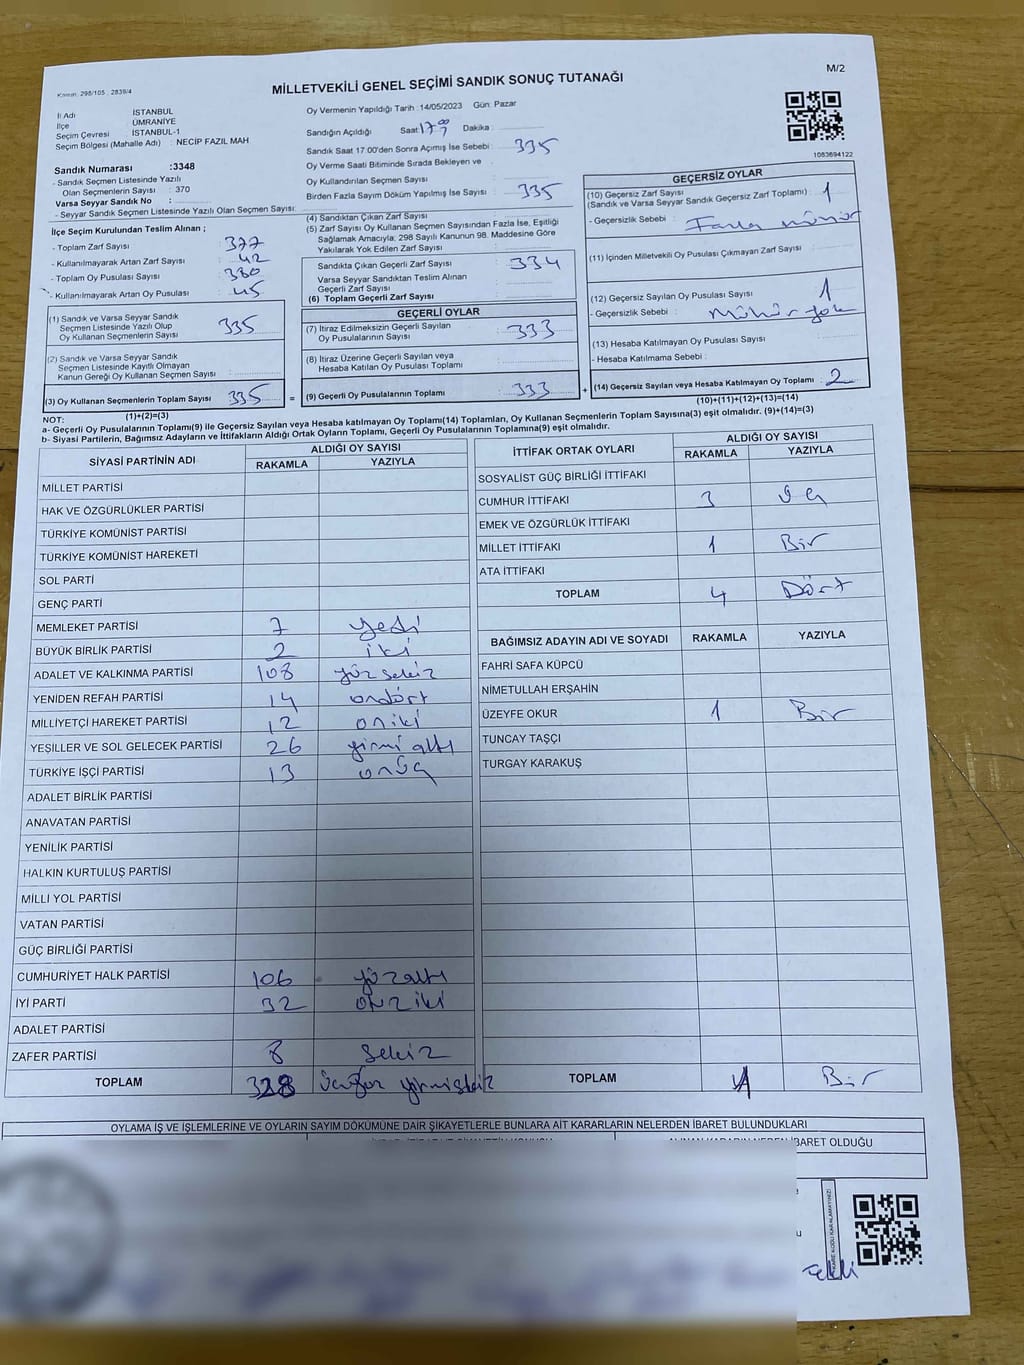 M/2
Kanun: 298/105 , 2839/4
MİLLETVEKİLİ GENEL SEÇİMİ SANDIK SONUÇ TUTANAĞI
İl Adı İSTANBUL
İlçe ÜMRANİYE
Seçim Çevresi İSTANBUL-1
Seçim Bölgesi (Mahalle Adı) : NECİP FAZIL MAH
Sandık Numarası :3348
- Sandık Seçmen Listesinde Yazılı
Olan Seçmenlerin Sayısı : 370
Varsa Seyyar Sandık No :
- Seyyar Sandık Seçmen Listesinde Yazılı Olan Seçmen Sayısı:
İlçe Seçim Kurulundan Teslim Alınan ;
- Toplam Zarf Sayısı : 377
- Kullanılmayarak Artan Zarf Sayısı : 42
- Toplam Oy Pusulası Sayısı : 380
- Kullanılmayarak Artan Oy Pusulası : 45
(1) Sandık ve Varsa Seyyar Sandık
Seçmen Listesinde Yazılı Olup
Oy Kullanan Seçmenlerin Sayısı : 335
(2) Sandık ve Varsa Seyyar Sandık
Seçmen Listesinde Kayıtlı Olmayan
Kanun Gereği Oy Kullanan Seçmen Sayısı :
(3) Oy Kullanan Seçmenlerin Toplam Sayısı : 335
(1)+(2)=(3)
Oy Vermenin Yapıldığı Tarih : 14/05/2023 Gün: Pazar
Sandığın Açıldığı Saat 17:00 Dakika:
Sandık Saat 17.00'den Sonra Açımış İse Sebebi : 335
Oy Verme Saati Bitiminde Sırada Bekleyen ve
Oy Kullandırılan Seçmen Sayısı :
Birden Fazla Sayım Döküm Yapılmış İse Sayısı : 335
(4) Sandıktan Çıkan Zarf Sayısı :
(5) Zarf Sayısı Oy Kullanan Seçmen Sayısından Fazla İse, Eşitliği
Sağlamak Amacıyla; 298 Sayılı Kanunun 98. Maddesine Göre
Yakılarak Yok Edilen Zarf Sayısı :
Sandıkta Çıkan Geçerli Zarf Sayısı : 334
Varsa Seyyar Sandıktan Teslim Alınan
Geçerli Zarf Sayısı :
(6) Toplam Geçerli Zarf Sayısı :
GEÇERLİ OYLAR
(7) İtiraz Edilmeksizin Geçerli Sayılan
Oy Pusulalarının Sayısı : 333
(8) İtiraz Üzerine Geçerli Sayılan veya
Hesaba Katılan Oy Pusulası Toplamı :
= (9) Geçerli Oy Pusulalarının Toplamı : 333 +
1083694122
GEÇERSİZ OYLAR
(10) Geçersiz Zarf Sayısı : 1
(Sandık ve Varsa Seyyar Sandık Geçersiz Zarf Toplamı)
- Geçersizlik Sebebi : Fazla mühür
(11) İçinden Milletvekili Oy Pusulası Çıkmayan Zarf Sayısı :
(12) Geçersiz Sayılan Oy Pusulası Sayısı : 1
- Geçersizlik Sebebi : Mühür yok
(13) Hesaba Katılmayan Oy Pusulası Sayısı :
- Hesaba Katılmama Sebebi :
(14) Geçersiz Sayılan veya Hesaba Katılmayan Oy Toplamı : 2
(10)+(11)+(12)+(13)=(14)
NOT:
a- Geçerli Oy Pusulalarının Toplamı(9) ile Geçersiz Sayılan veya Hesaba katılmayan Oy Toplamı(14) Toplamları, Oy Kullanan Seçmenlerin Toplam Sayısına(3) eşit olmalıdır. (9)+(14)=(3)
b- Siyasi Partilerin, Bağımsız Adayların ve İttifakların Aldığı Ortak Oyların Toplamı, Geçerli Oy Pusulalarının Toplamına(9) eşit olmalıdır.
SİYASİ PARTİNİN ADI ALDIĞI OY SAYISI
RAKAMLA YAZIYLA
MİLLET PARTİSİ
HAK VE ÖZGÜRLÜKLER PARTİSİ
TÜRKİYE KOMÜNİST PARTİSİ
TÜRKİYE KOMÜNİST HAREKETİ
SOL PARTİ
GENÇ PARTİ
MEMLEKET PARTİSİ 7 yedi
BÜYÜK BİRLİK PARTİSİ 2 iki
ADALET VE KALKINMA PARTİSİ 108 yüz sekiz
YENİDEN REFAH PARTİSİ 14 ondört
MİLLİYETÇİ HAREKET PARTİSİ 12 oniki
YEŞİLLER VE SOL GELECEK PARTİSİ 26 yirmi altı
TÜRKİYE İŞÇİ PARTİSİ 13 onüç
ADALET BİRLİK PARTİSİ
ANAVATAN PARTİSİ
YENİLİK PARTİSİ
HALKIN KURTULUŞ PARTİSİ
MİLLİ YOL PARTİSİ
VATAN PARTİSİ
GÜÇ BİRLİĞİ PARTİSİ
CUMHURİYET HALK PARTİSİ 106 yüzaltı
İYİ PARTİ 32
ADALET PARTİSİ
ZAFER PARTİSİ 8 sekiz
TOPLAM 328
İTTİFAK ORTAK OYLARI ALDIĞI OY SAYISI
RAKAMLA YAZIYLA
SOSYALİST GÜÇ BİRLİĞİ İTTİFAKI
CUMHUR İTTİFAKI 3 üç
EMEK VE ÖZGÜRLÜK İTTİFAKI
MİLLET İTTİFAKI 1 Bir
ATA İTTİFAKI
TOPLAM 4 Dört
BAĞIMSIZ ADAYIN ADI VE SOYADI RAKAMLA YAZIYLA
FAHRİ SAFA KÜPCÜ
NİMETULLAH ERŞAHİN
ÜZEYFE OKUR 1 Bir
TUNCAY TAŞÇI
TURGAY KARAKUŞ
TOPLAM 1 Bir
OYLAMA İŞ VE İŞLEMLERİNE VE OYLARIN SAYIM DÖKÜMÜNE DAİR ŞİKAYETLERLE BUNLARA AİT KARARLARIN NELERDEN İBARET BULUNDUKLARI
İBARET OLDUĞU
KARE KODU KARALAMAYINIZ!